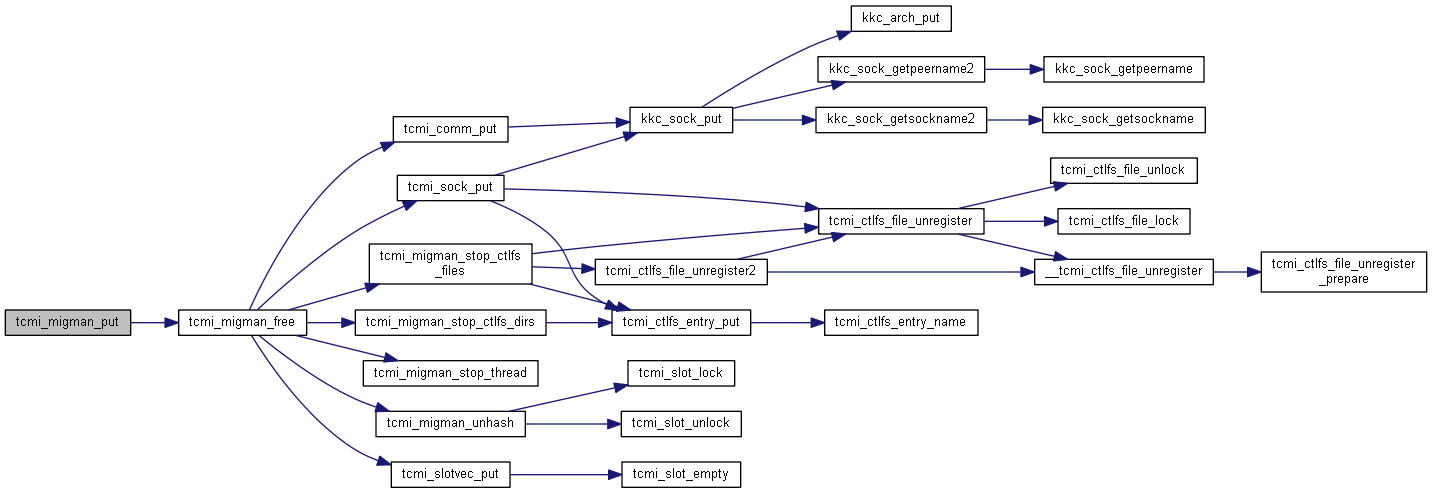 kkc_arch_put
kkc_sock_getpeername2
kkc_sock_getpeername
tcmi_comm_put
kkc_sock_put
kkc_sock_getsockname2
kkc_sock_getsockname
tcmi_ctlfs_file_unlock
tcmi_sock_put
tcmi_ctlfs_file_unregister
tcmi_ctlfs_file_lock
tcmi_migman_stop_ctlfs
_files
tcmi_ctlfs_file_unregister2
__tcmi_ctlfs_file_unregister
tcmi_ctlfs_file_unregister
_prepare
tcmi_migman_put
tcmi_migman_free
tcmi_migman_stop_ctlfs_dirs
tcmi_ctlfs_entry_put
tcmi_ctlfs_entry_name
tcmi_migman_stop_thread
tcmi_slot_lock
tcmi_migman_unhash
tcmi_slot_unlock
tcmi_slotvec_put
tcmi_slot_empty